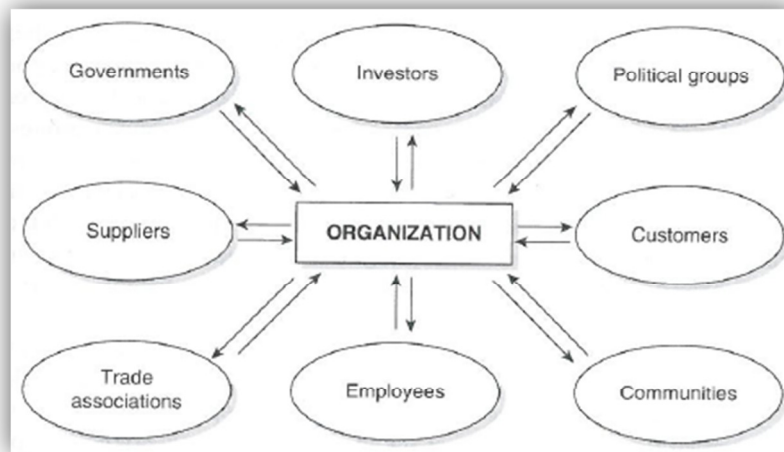 Governments
Investors
Political groups
Suppliers
ORGANIZATION
Customers
Trade
associations
Employees
Communities